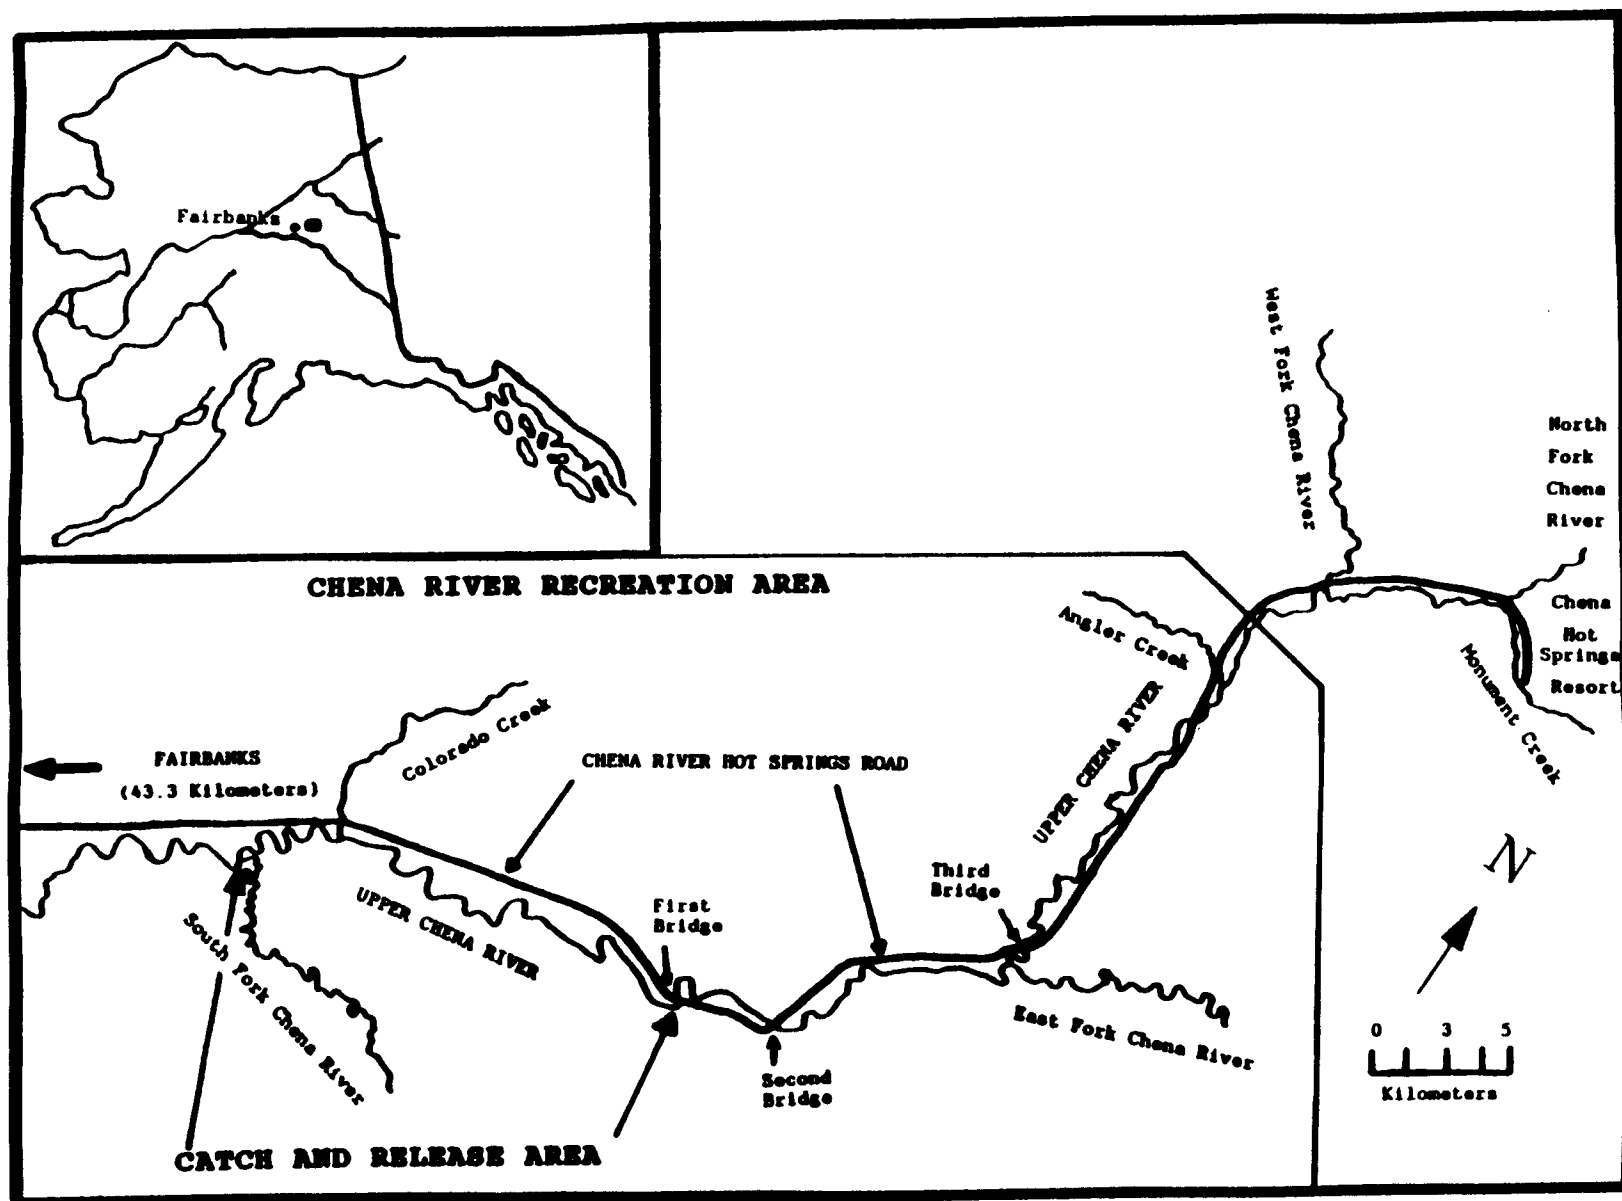 Fairbanks
West Fork Chena River
North
Fork
Chena
River
CHENA RIVER RECREATION AREA
Angler Creek
Chena
Hot
Springs
Resort
Monument Creek
Colorado Creek
UPPER CHENA RIVER
FAIRBANKS
(43.3 Kilometers)
CHENA RIVER HOT SPRINGS ROAD
Third
Bridge
First
Bridge
UPPER CHENA RIVER
South Fork Chena River
N
East Fork Chena River
0 3 5
Kilometers
Second
Bridge
CATCH AND RELEASE AREA